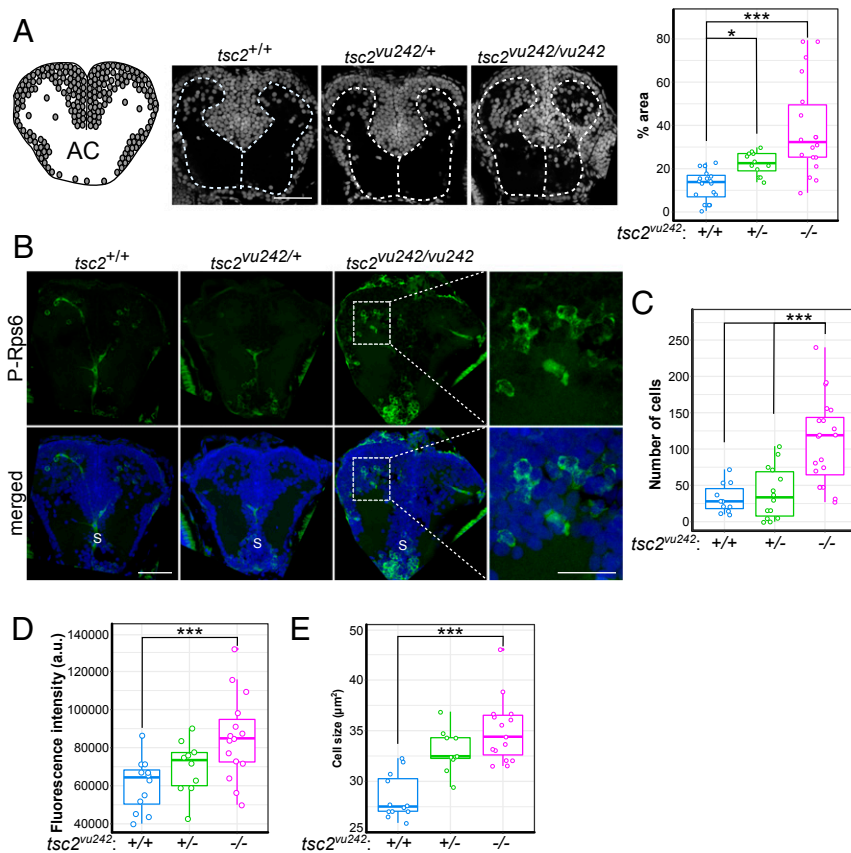 A
AC
tsc2+/+
tsc2vu242/+
tsc2vu242/vu242
***
*
% area
80
60
40
20
0
tsc2vu242: +/+ +/- -/-
B
tsc2+/+
tsc2vu242/+
tsc2vu242/vu242
P-Rps6
merged
S
S
S
C
***
Number of cells
250
200
150
100
50
0
tsc2vu242: +/+ +/- -/-
D
***
Fluorescence intensity (a.u.)
140000
120000
100000
80000
60000
40000
tsc2vu242: +/+ +/- -/-
E
***
Cell size (μm2)
50
35
30
25
tsc2vu242: +/+ +/- -/-